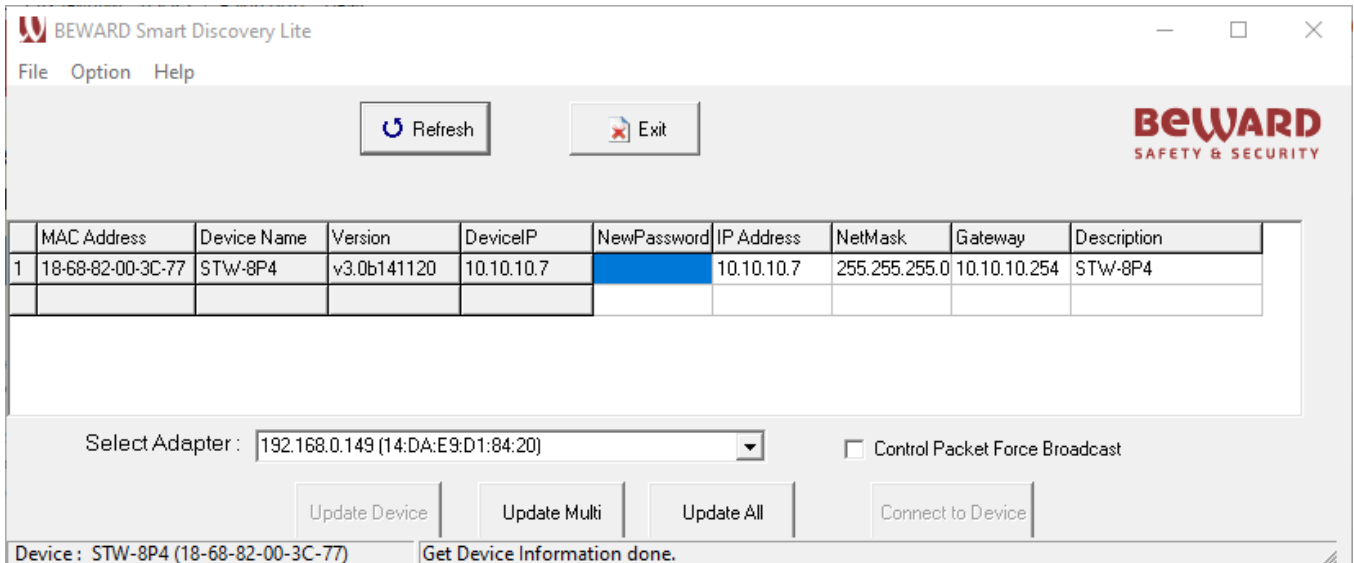 BEWARD Smart Discovery Lite
File Option Help
Refresh Exit
BEWARD
SAFETY & SECURITY
MAC Address Device Name Version DeviceIP NewPassword IP Address NetMask Gateway Description
1 18-68-82-00-3C-77 STW-8P4 v3.0b141120 10.10.10.7 10.10.10.7 255.255.255.0 10.10.10.254 STW-8P4
Select Adapter : 192.168.0.149 (14:DA:E9:D1:84:20) Control Packet Force Broadcast
Update Device Update Multi Update All Connect to Device
Device : STW-8P4 (18-68-82-00-3C-77) Get Device Information done.